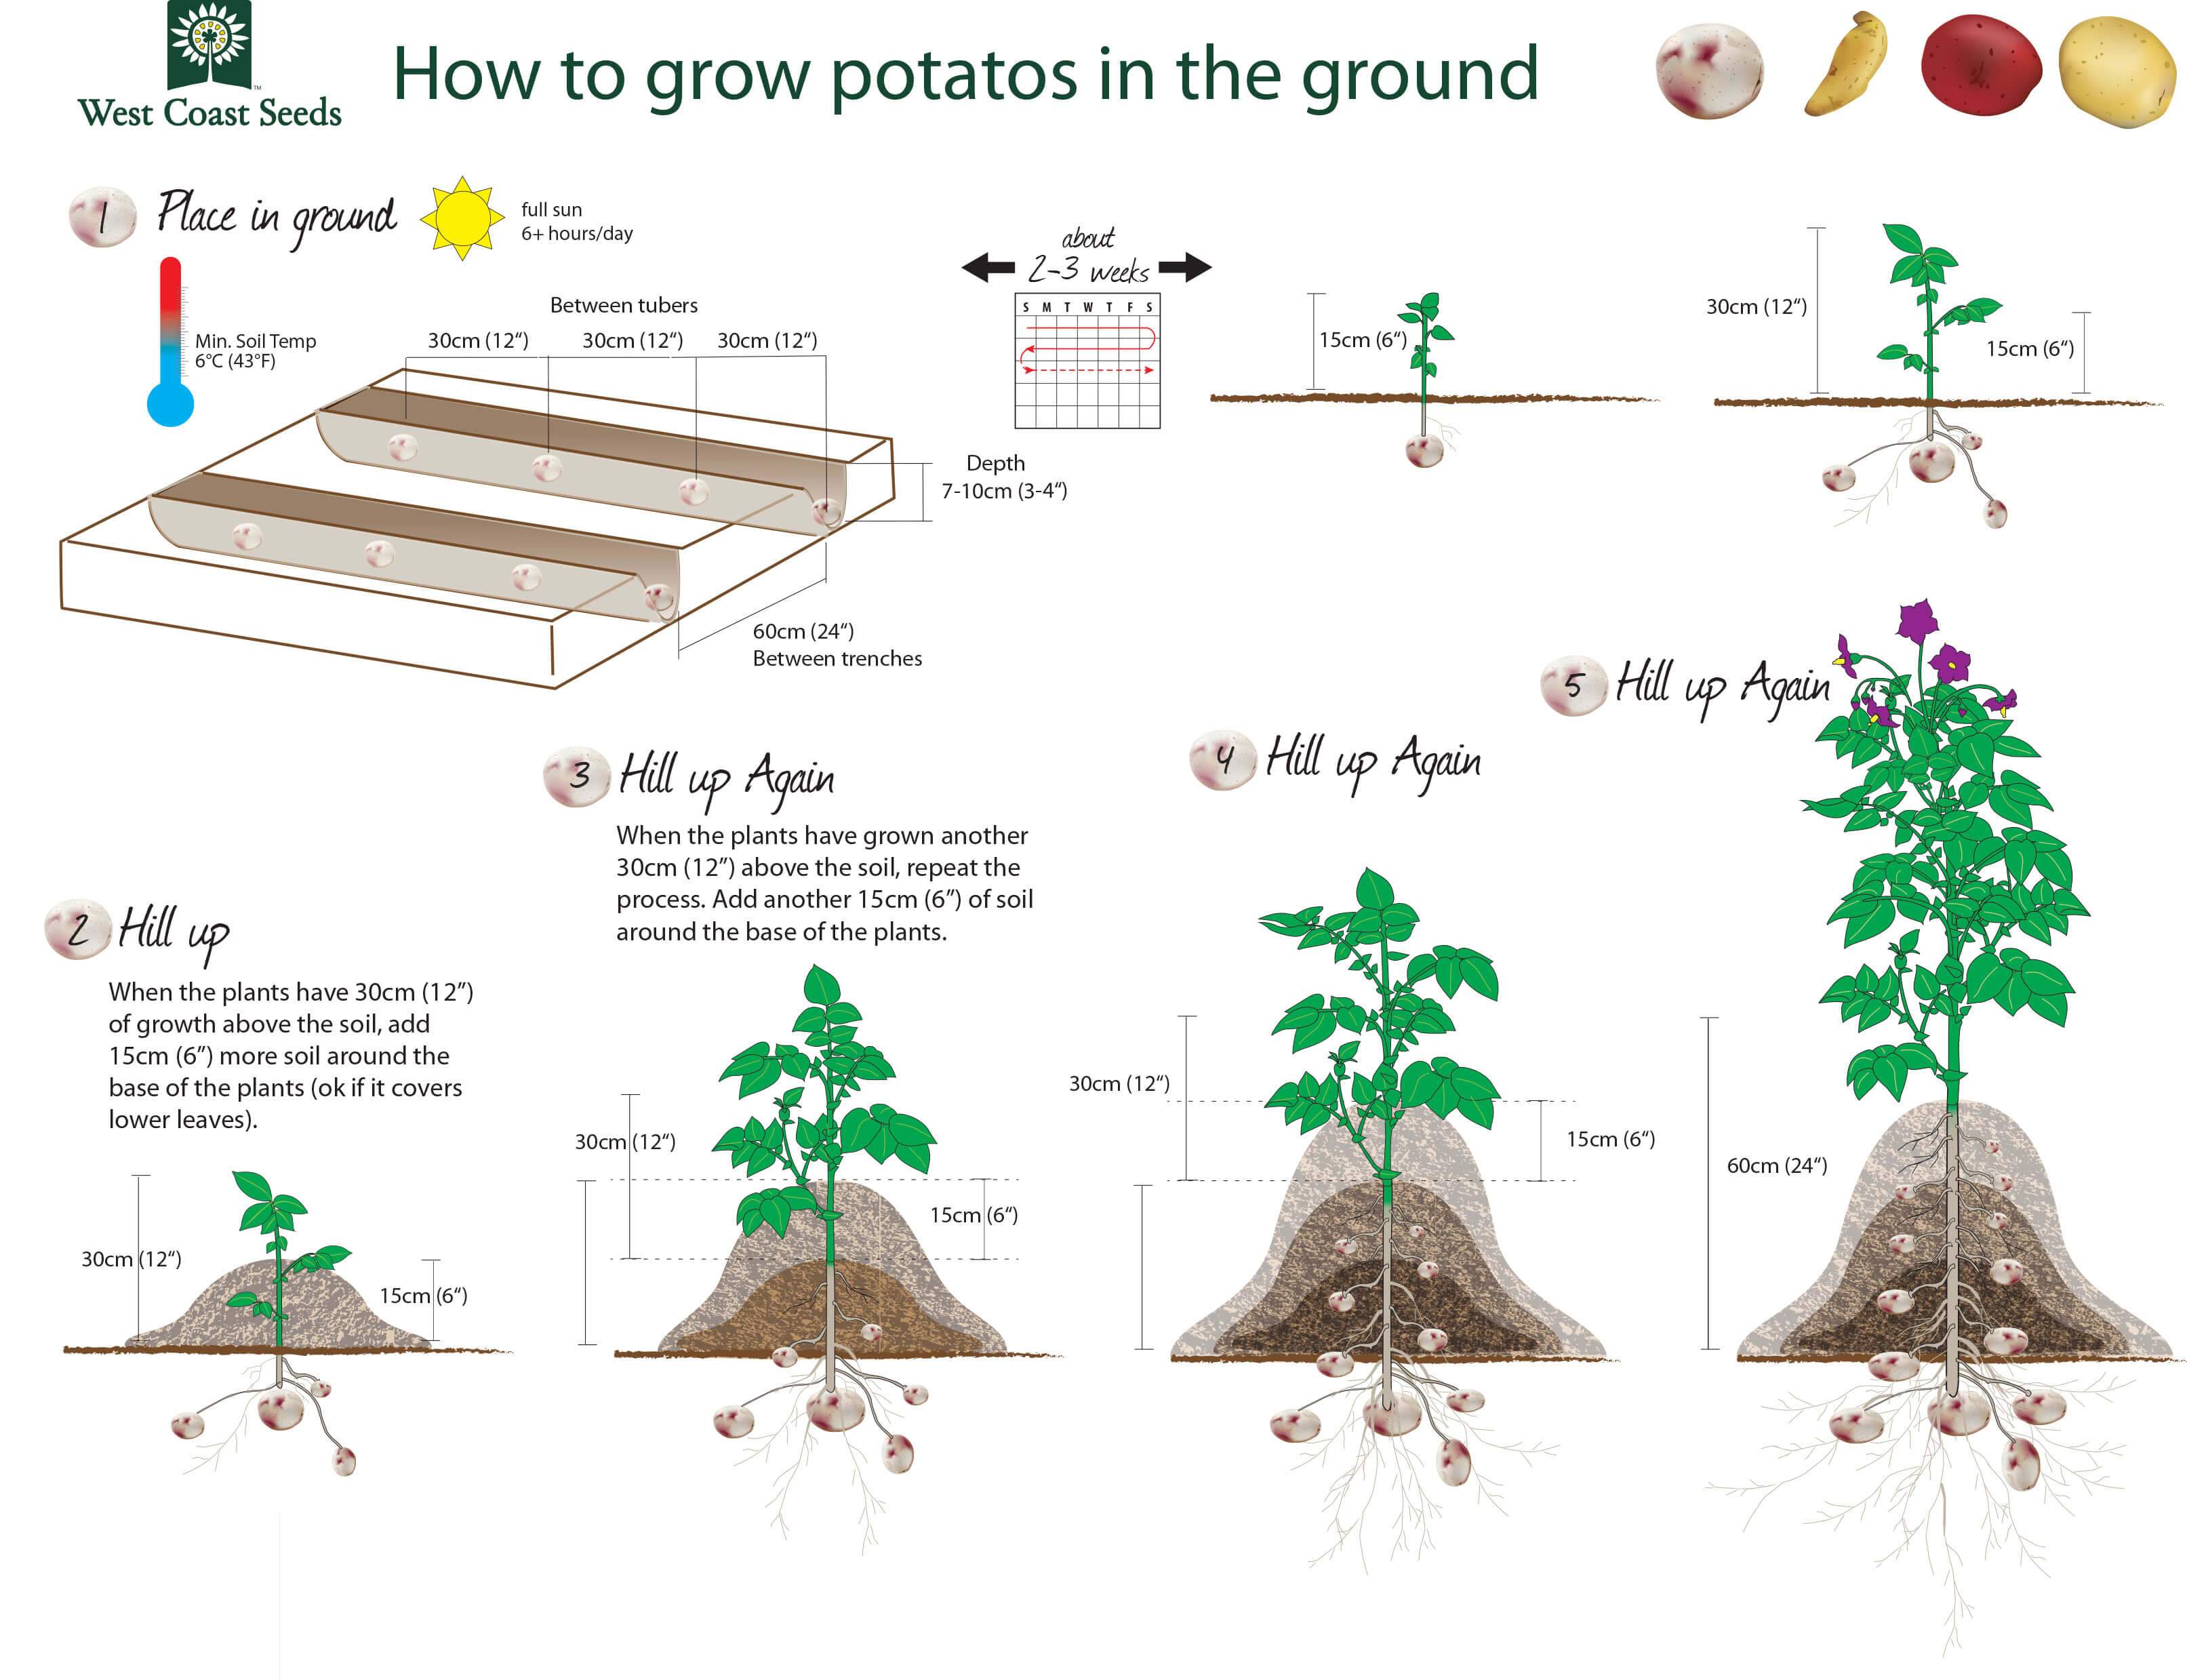 West Coast Seeds
™
How to grow potatos in the ground
1 Place in ground
full sun
6+ hours/day
Min. Soil Temp
6°C (43°F)
Between tubers
30cm (12“) 30cm (12“) 30cm (12“)
Depth
7-10cm (3-4“)
60cm (24“)
Between trenches
about
2-3 weeks
S M T W T F S
15cm (6“)
30cm (12“)
15cm (6“)
2 Hill up
When the plants have 30cm (12”)
of growth above the soil, add
15cm (6”) more soil around the
base of the plants (ok if it covers
lower leaves).
30cm (12“)
15cm (6“)
3 Hill up Again
When the plants have grown another
30cm (12”) above the soil, repeat the
process. Add another 15cm (6”) of soil
around the base of the plants.
30cm (12“)
15cm (6“)
4 Hill up Again
30cm (12“)
15cm (6“)
5 Hill up Again
60cm (24“)